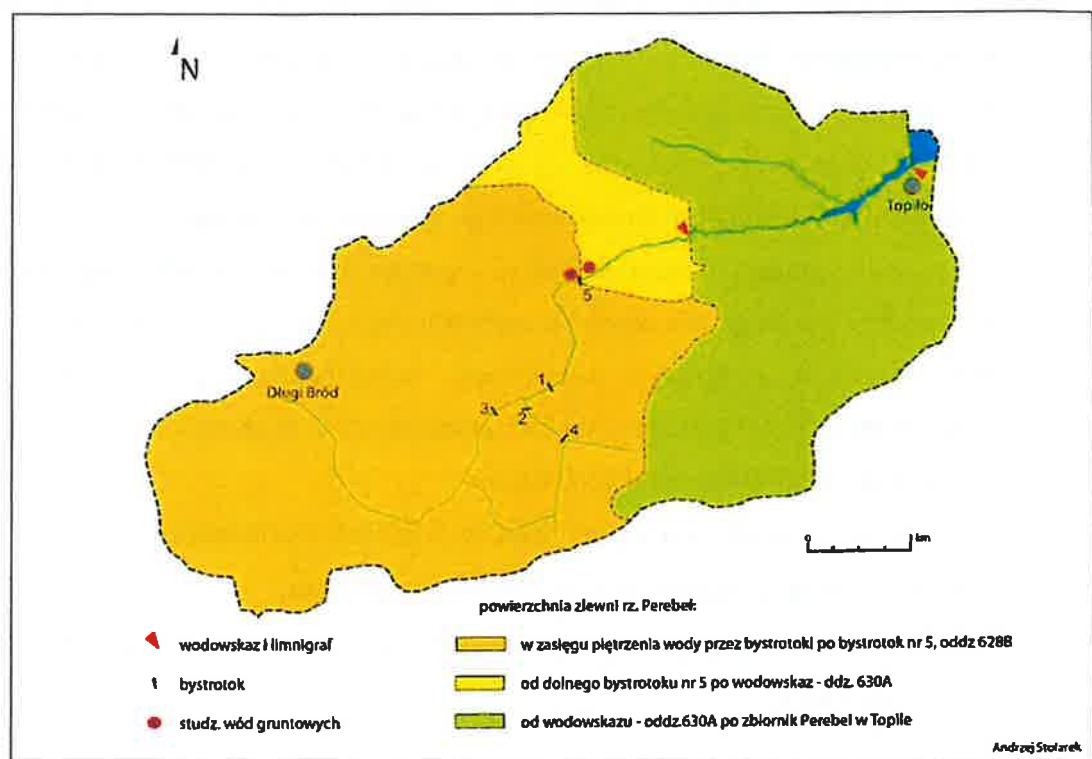 N
Topiło
5
Długi Bród
1
3
2
4
0
km
powierzchnia zlewni rz. Perebel:
wodowskaz i limnigraf
w zasięgu piętrzenia wody przez bystrotoki po bystrotok nr 5, oddz 628B
bystrotok
od dolnego bystrotoku nr 5 po wodowskaz - ddz. 630A
studz. wód gruntowych
od wodowskazu - oddz.630A po zbiornik Perebel w Topile
Andrzej Stolarek